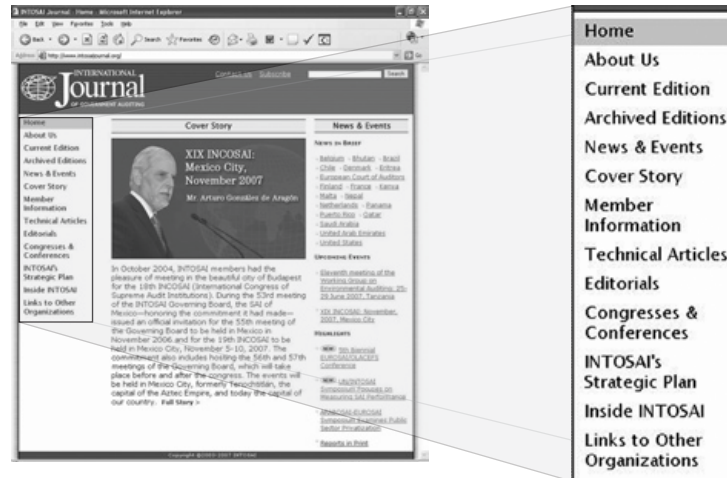 INTOSAI Journal - Home - Microsoft Internet Explorer
File Edit View Favorites Tools Help
Back Search Favorites
Address http://www.intosaijournal.org/ Go
INTERNATIONAL
Journal
OF GOVERNMENT AUDITING
Contact us Subscribe Search
Home
About Us
Current Edition
Archived Editions
News & Events
Cover Story
Member
Information
Technical Articles
Editorials
Congresses &
Conferences
INTOSAI's
Strategic Plan
Inside INTOSAI
Links to Other
Organizations
Cover Story
XIX INCOSAI:
Mexico City,
November 2007
Mr. Arturo González de Aragón
In October 2004, INTOSAI members had the
pleasure of meeting in the beautiful city of Budapest
for the 18th INCOSAI (International Congress of
Supreme Audit Institutions). During the 53rd meeting
of the INTOSAI Governing Board, the SAI of
Mexico—honoring the commitment it had made—
issued an official invitation for the 55th meeting of
the Governing Board to be held in Mexico in
November 2006 and for the 19th INCOSAI to be
held in Mexico City, November 5-10, 2007. The
commitment also includes hosting the 56th and 57th
meetings of the Governing Board, which will take
place before and after the congress. The events will
be held in Mexico City, formerly Tenochtitlán, the
capital of the Aztec Empire, and today the capital of
our country. Full Story >
News & Events
News in Brief
- Belgium - Bhutan - Brazil
- Chile - Denmark - Eritrea
- European Court of Auditors
- Finland - France - Kenya
- Malta - Nepal
- Netherlands - Panama
- Puerto Rico - Qatar
- Saudi Arabia
- United Arab Emirates
- United States
Upcoming Events
- Eleventh meeting of the
Working Group on
Environmental Auditing: 25-
29 June 2007, Tanzania
- XIX INCOSAI: November,
2007, Mexico City
Highlights
- NEW: 5th Biennial
EUROSAI/OLACEFS
Conference
- NEW: UN/INTOSAI
Symposium Focuses on
Measuring SAI Performance
- ARABOSAI-EUROSAI
Symposium Examines Public
Sector Privatization
- Reports in Print
Copyright ©2003-2007 INTOSAI
Home
About Us
Current Edition
Archived Editions
News & Events
Cover Story
Member
Information
Technical Articles
Editorials
Congresses &
Conferences
INTOSAI's
Strategic Plan
Inside INTOSAI
Links to Other
Organizations